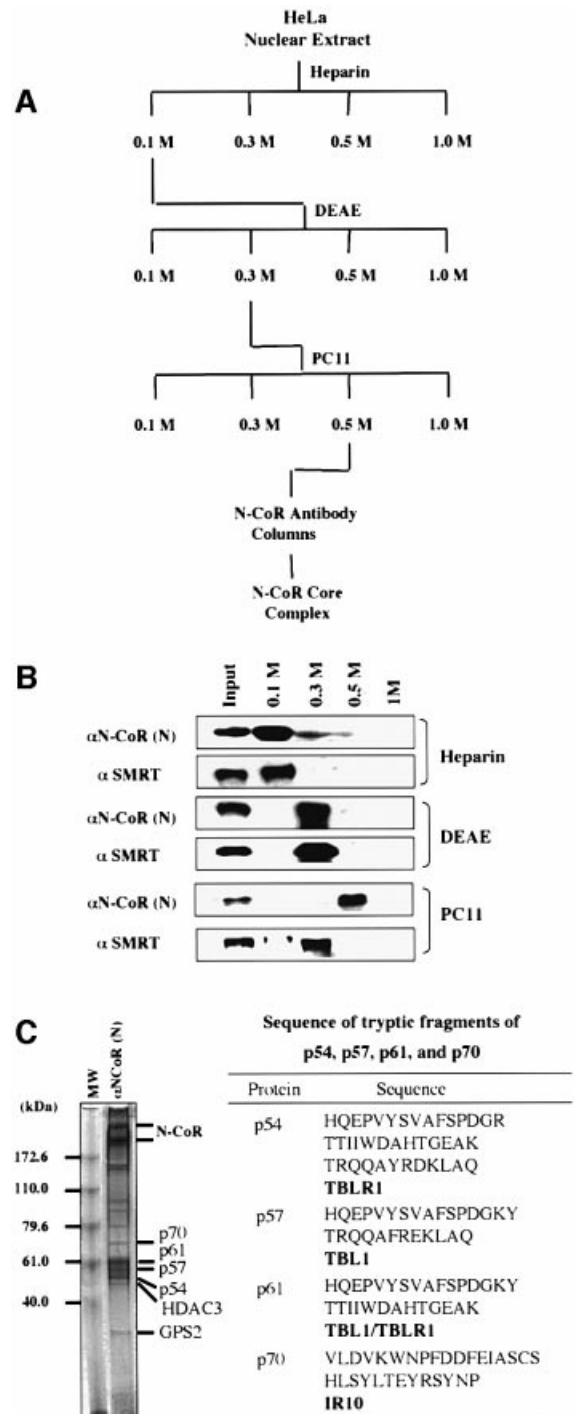 A
HeLa
Nuclear Extract
Heparin
0.1 M 0.3 M 0.5 M 1.0 M
DEAE
0.1 M 0.3 M 0.5 M 1.0 M
PC11
0.1 M 0.3 M 0.5 M 1.0 M
N-CoR Antibody
Columns
N-CoR Core
Complex
B
Input 0.1 M 0.3 M 0.5 M 1M
αN-CoR (N)
α SMRT
Heparin
αN-CoR (N)
α SMRT
DEAE
αN-CoR (N)
α SMRT
PC11
C
MW αNCoR (N)
(kDa)
N-CoR
172.6
110.0
79.6
p70
p61
61.0
p57
p54
40.0
HDAC3
GPS2
Sequence of tryptic fragments of
p54, p57, p61, and p70
Protein Sequence
p54 HQEPVYSVAFSPDGR
TTIIWDAHTGEAK
TRQQAYRDKLAQ
TBLR1
p57 HQEPVYSVAFSPDGKY
TRQQAFREKLAQ
TBL1
p61 HQEPVYSVAFSPDGKY
TTIIWDAHTGEAK
TBL1/TBLR1
p70 VLDVKWNPFDDFEIASCS
HLSYLTEYRSYNP
IR10